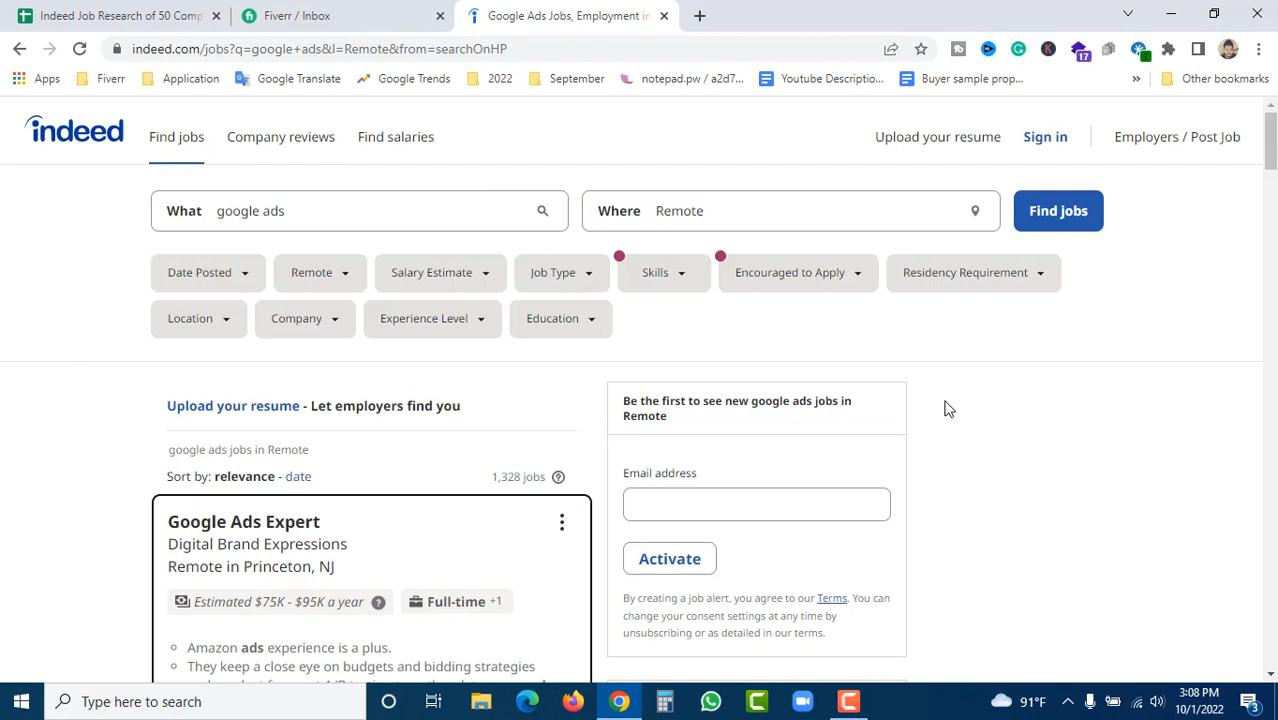 Indeed Job Research of 50 Comp
Fiverr / Inbox
Google Ads Jobs, Employment in
indeed.com/jobs?q=google+ads&l=Remote&from=searchOnHP
17
3
Apps
Fiverr
Application
Google Translate
Google Trends
2022
September
notepad.pw / a2d7...
Youtube Descriptio...
Buyer sample prop...
»
Other bookmarks
indeed
Find jobs
Company reviews
Find salaries
Upload your resume
Sign in
Employers / Post Job
What google ads
Where Remote
Find jobs
Date Posted
Remote
Salary Estimate
Job Type
Skills
Encouraged to Apply
Residency Requirement
Location
Company
Experience Level
Education
Upload your resume - Let employers find you
google ads jobs in Remote
Sort by: relevance - date
1,328 jobs
Google Ads Expert
Digital Brand Expressions
Remote in Princeton, NJ
Estimated $75K - $95K a year
Full-time +1
Amazon ads experience is a plus.
They keep a close eye on budgets and bidding strategies
Be the first to see new google ads jobs in
Remote
Email address
Activate
By creating a job alert, you agree to our Terms. You can
change your consent settings at any time by
unsubscribing or as detailed in our terms.
Type here to search
91°F
3:08 PM
10/1/2022
3